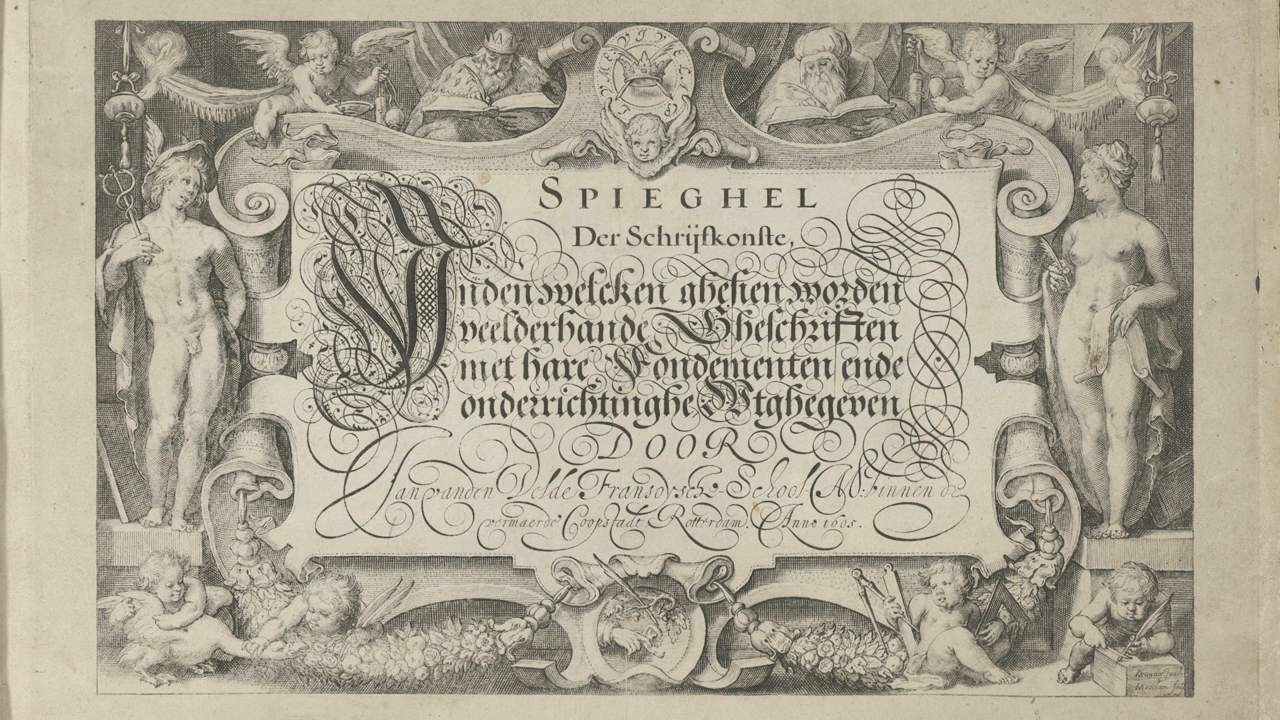 VIVE
SPIEGHEL
Der Schrijfkonste,
Inden welcken ghesien worden
veelderhande Gheschriften
met hare Fondementen ende
onderrichtinghe Wtghegeven
DOOR
Jan vanden Velde Fransoysche-School M. binnen de
vermaerde Coopstadt Rotterdam. Anno 1605.